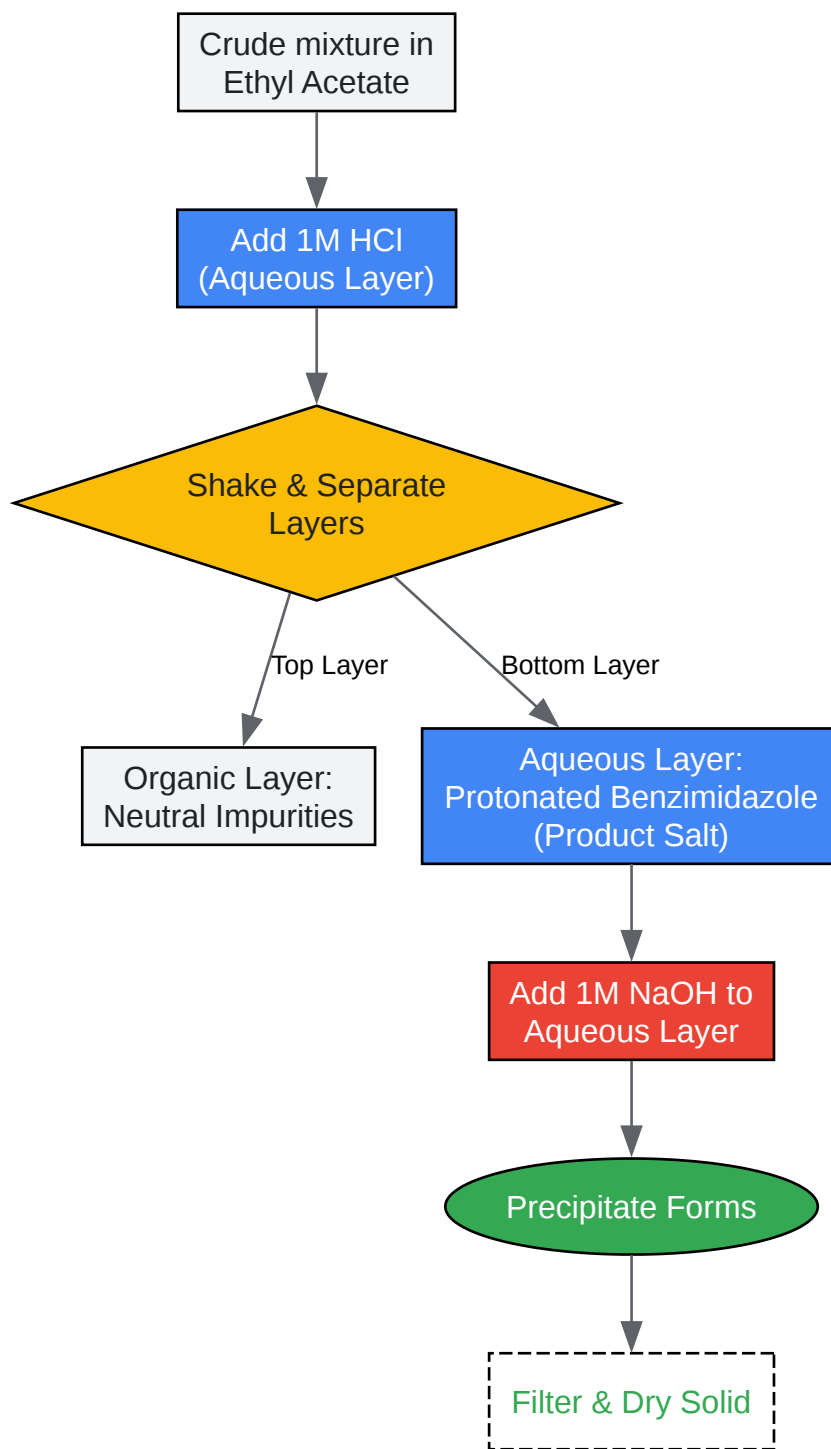 Crude mixture in
Ethyl Acetate
Add 1M HCl
(Aqueous Layer)
Shake & Separate
Layers
Top Layer
Bottom Layer
Organic Layer:
Neutral Impurities
Aqueous Layer:
Protonated Benzimidazole
(Product Salt)
Add 1M NaOH to
Aqueous Layer
Precipitate Forms
Filter & Dry Solid